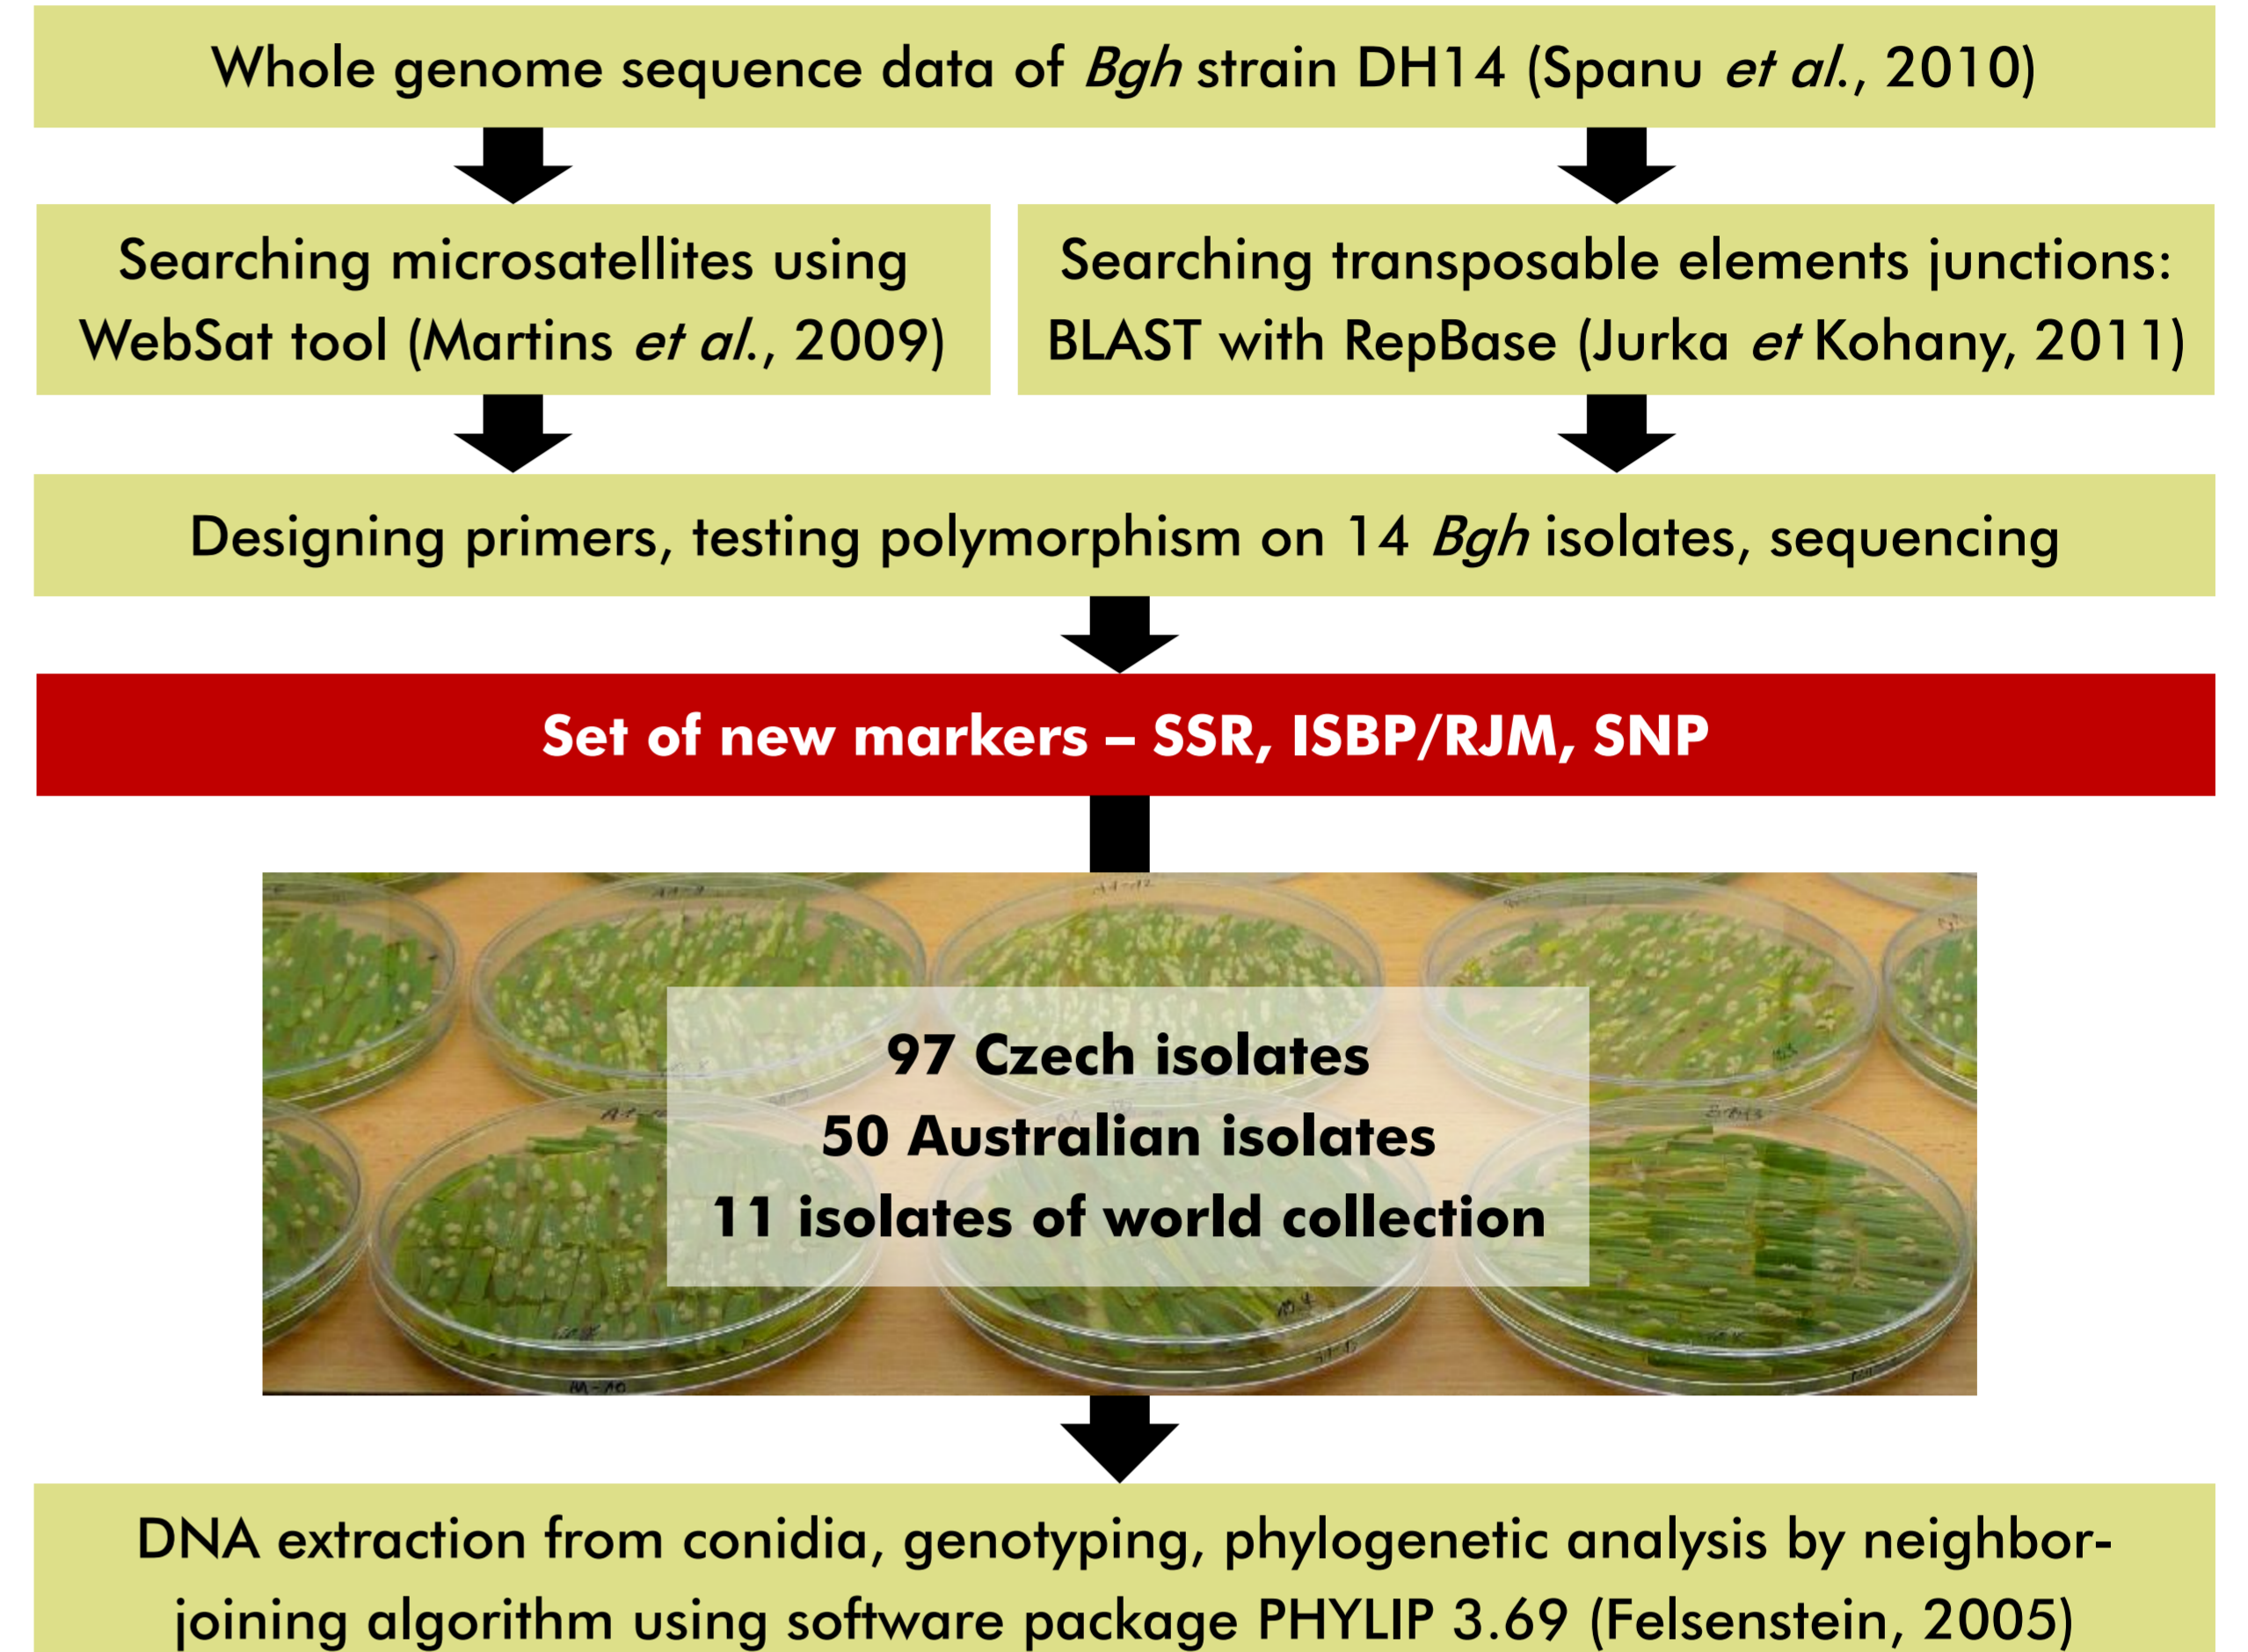 Whole genome sequence data of Bgh strain DH14 (Spanu et al., 2010)
Searching microsatellites using
WebSat tool (Martins et al., 2009)
Searching transposable elements junctions:
BLAST with RepBase (Jurka et Kohany, 2011)
Designing primers, testing polymorphism on 14 Bgh isolates, sequencing
Set of new markers – SSR, ISBP/RJM, SNP
97 Czech isolates
50 Australian isolates
11 isolates of world collection
DNA extraction from conidia, genotyping, phylogenetic analysis by neighbor-
joining algorithm using software package PHYLIP 3.69 (Felsenstein, 2005)